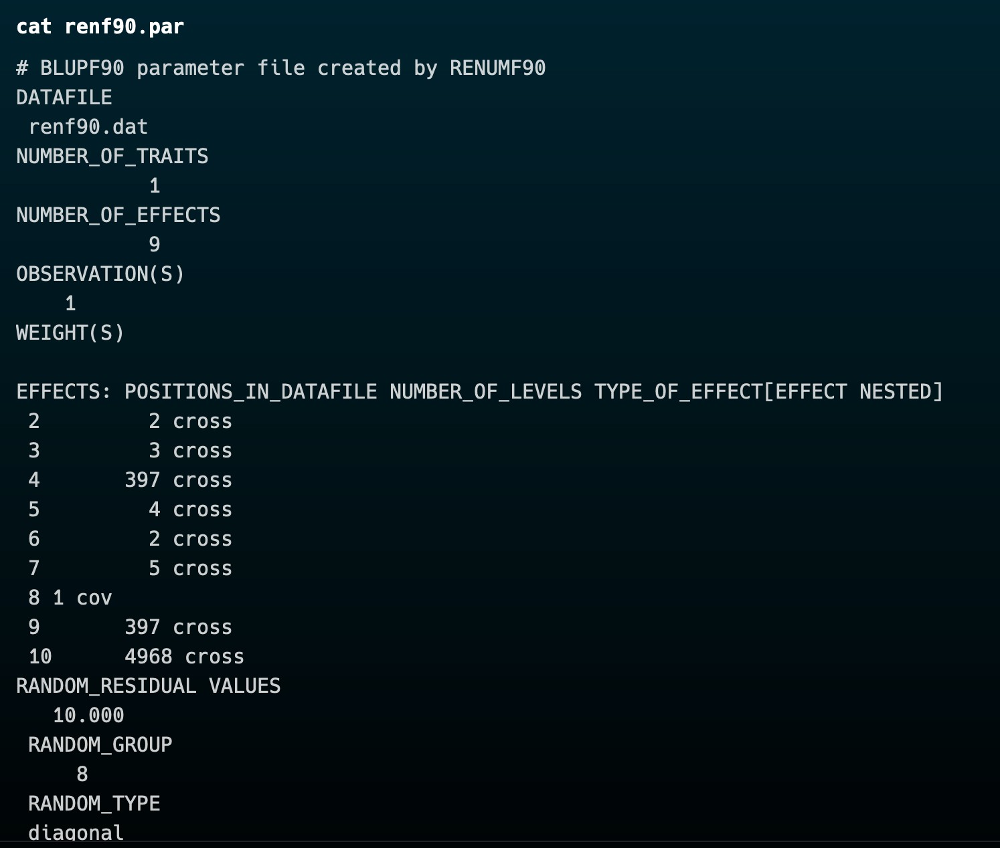 cat renf90.par
# BLUPF90 parameter file created by RENUMF90
DATAFILE
renf90.dat
NUMBER_OF_TRAITS
1
NUMBER_OF_EFFECTS
9
OBSERVATION(S)
1
WEIGHT(S)
EFFECTS: POSITIONS_IN_DATAFILE NUMBER_OF_LEVELS TYPE_OF_EFFECT[EFFECT NESTED]
2 2 cross
3 3 cross
4 397 cross
5 4 cross
6 2 cross
7 5 cross
8 1 cov
9 397 cross
10 4968 cross
RANDOM_RESIDUAL VALUES
10.000
RANDOM_GROUP
8
RANDOM_TYPE
diagonal